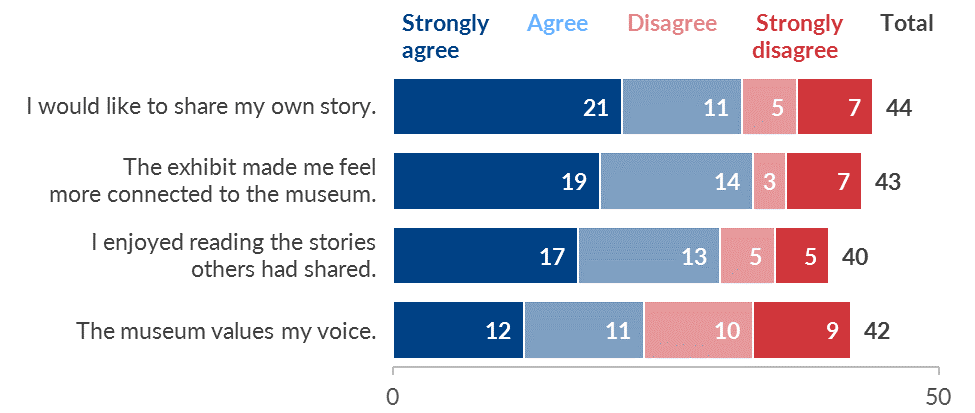 Strongly agree Agree Disagree Strongly disagree Total
I would like to share my own story. 21 11 5 7 44
The exhibit made me feel
more connected to the museum. 19 14 3 7 43
I enjoyed reading the stories
others had shared. 17 13 5 5 40
The museum values my voice. 12 11 10 9 42
0 50